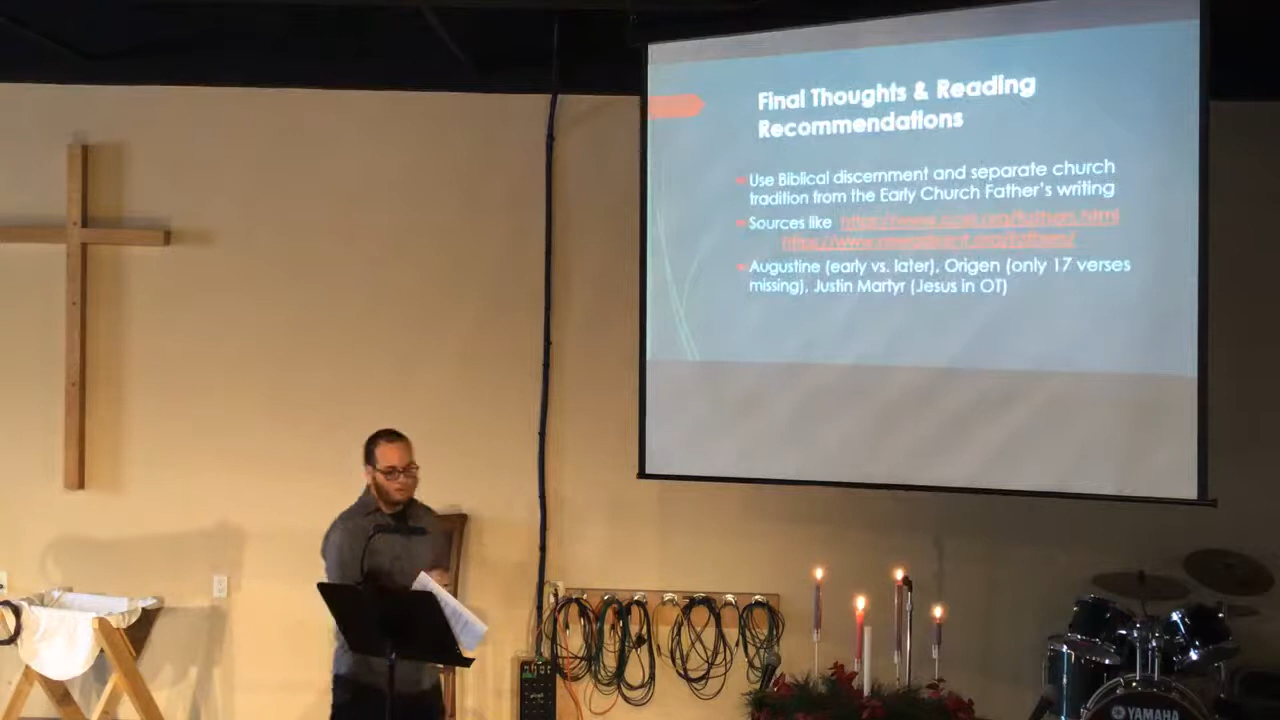 Final Thoughts & Reading
Recommendations
Use Biblical discernment and separate church
tradition from the Early Church Father's writing
Sources like
Augustine (early vs. later), Origen (only 17 verses
missing), Justin Martyr (Jesus in OT)
YAMAHA